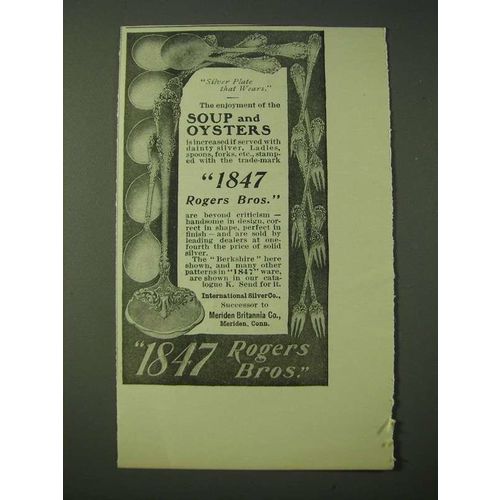 "Silver Plate
that Wears."
The enjoyment of the
SOUP and
OYSTERS
is increased if served with
dainty silver. Ladles,
spoons, forks, etc., stamp-
ed with the trade-mark
"1847
Rogers Bros."
are beyond criticism—
handsome in design, cor-
rect in shape, perfect in
finish—and are sold by
leading dealers at one-
fourth the price of solid
silver.
The "Berkshire" here
shown, and many other
patterns in "1847" ware,
are shown in our cata-
logue K. Send for it.
International Silver Co.,
Successor to
Meriden Britannia Co.,
Meriden, Conn.
"1847 Rogers
Bros."